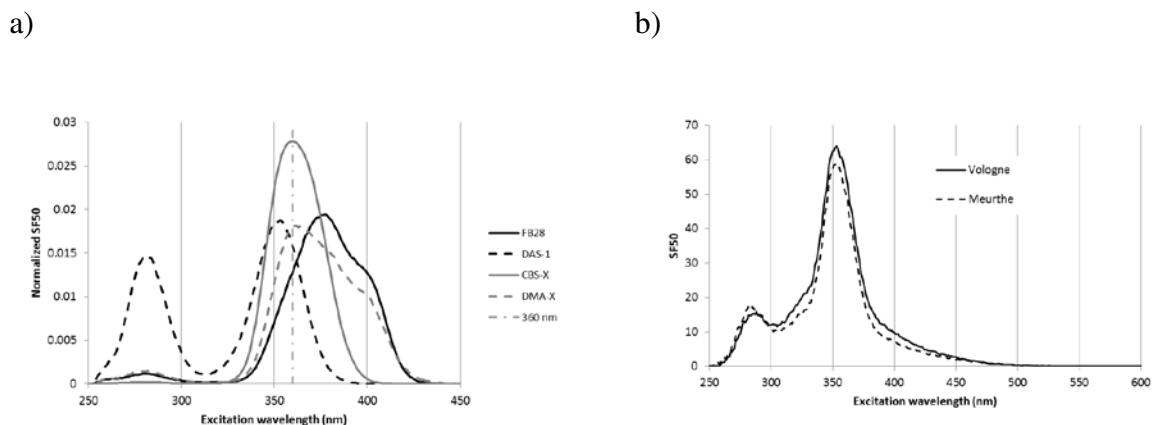 a)
b)
0.03
0.025
0.02
0.015
0.01
0.005
0
250 300 350 400 450
Normalized SF50
Excitation wavelength (nm)
FB28
DAS-1
CBS-X
DMA-X
360 nm
70
60
50
40
30
20
10
0
250 300 350 400 450 500 550 600
SF50
Excitation wavelength (nm)
Vologne
Meurthe